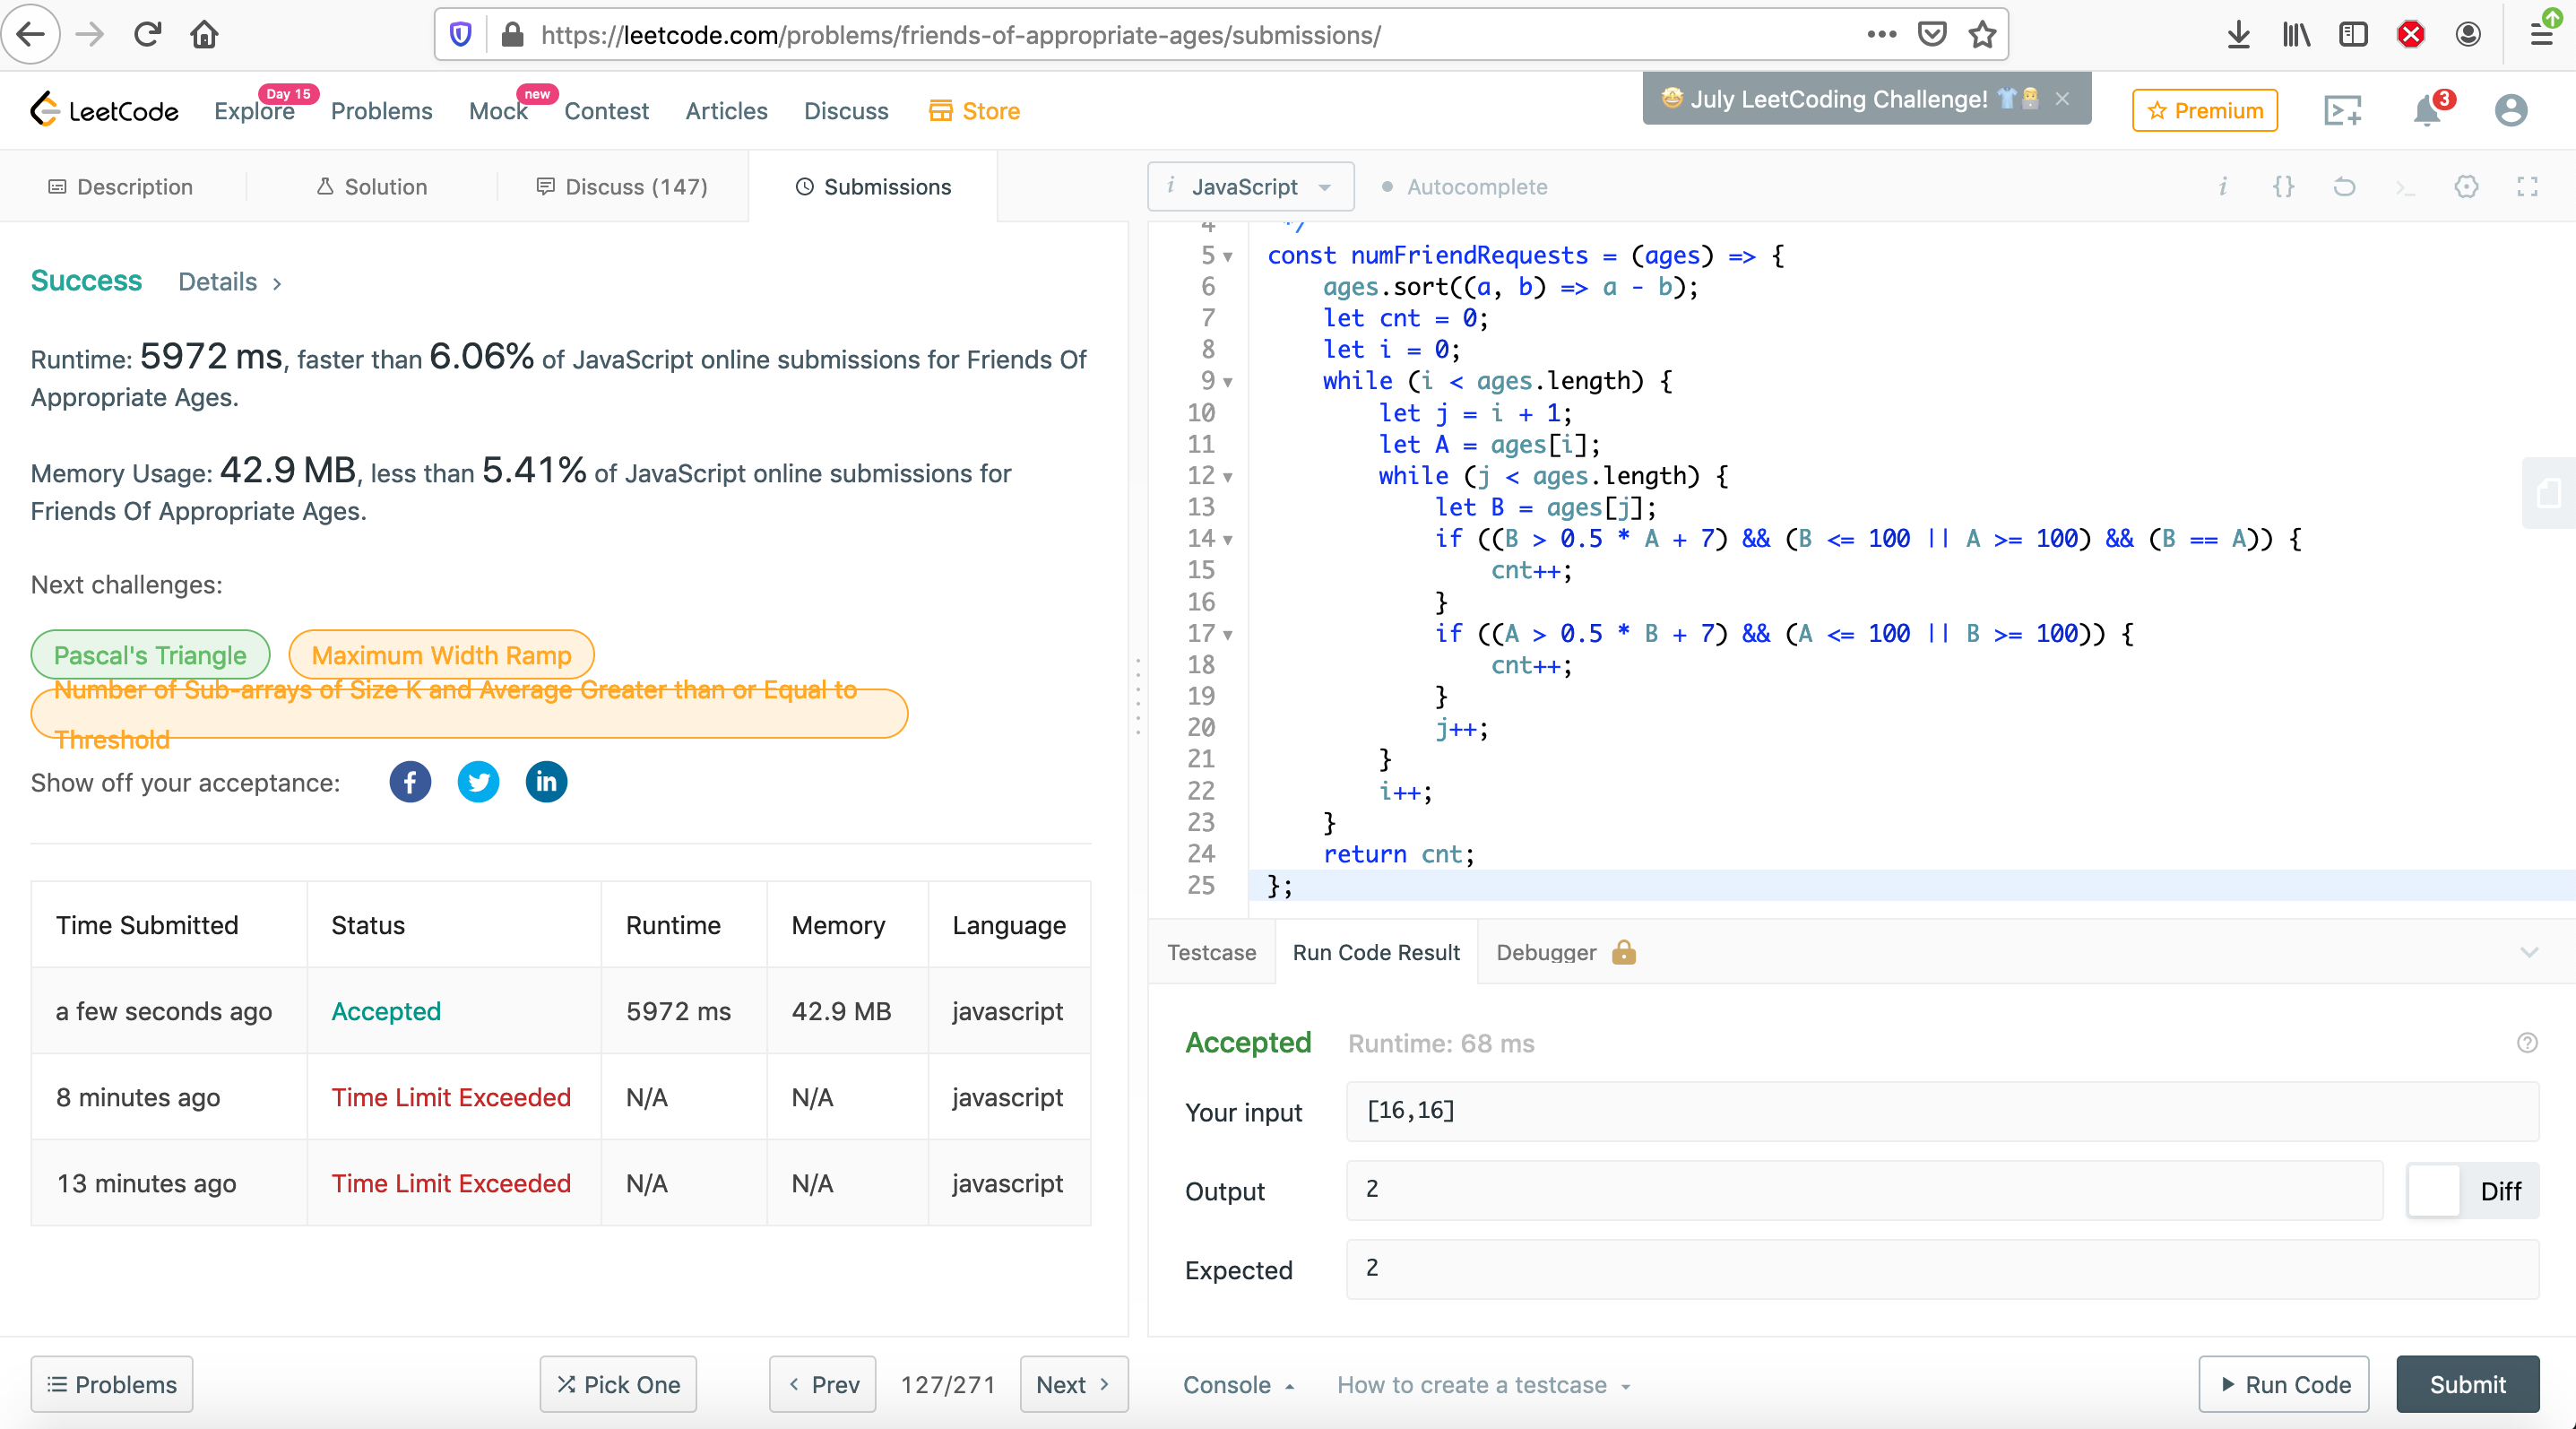 https://leetcode.com/problems/friends-of-appropriate-ages/submissions/
LeetCode
Explore
Day 15
Problems
Mock
new
Contest
Articles
Discuss
Store
🤩 July LeetCoding Challenge! 👕👨‍💻
Premium
3
Description
Solution
Discuss (147)
Submissions
i JavaScript
Autocomplete
i {}
Success
Details
Runtime: 5972 ms, faster than 6.06% of JavaScript online submissions for Friends Of
Appropriate Ages.
Memory Usage: 42.9 MB, less than 5.41% of JavaScript online submissions for
Friends Of Appropriate Ages.
Next challenges:
Pascal's Triangle
Maximum Width Ramp
Number of Sub-arrays of Size K and Average Greater than or Equal to
Threshold
Show off your acceptance:
Time Submitted Status Runtime Memory Language
a few seconds ago Accepted 5972 ms 42.9 MB javascript
8 minutes ago Time Limit Exceeded N/A N/A javascript
13 minutes ago Time Limit Exceeded N/A N/A javascript
Problems
Pick One
Prev
127/271
Next
4 */
5 const numFriendRequests = (ages) => {
6 ages.sort((a, b) => a - b);
7 let cnt = 0;
8 let i = 0;
9 while (i < ages.length) {
10 let j = i + 1;
11 let A = ages[i];
12 while (j < ages.length) {
13 let B = ages[j];
14 if ((B > 0.5 * A + 7) && (B <= 100 || A >= 100) && (B == A)) {
15 cnt++;
16 }
17 if ((A > 0.5 * B + 7) && (A <= 100 || B >= 100)) {
18 cnt++;
19 }
20 j++;
21 }
22 i++;
23 }
24 return cnt;
25 };
Testcase
Run Code Result
Debugger
Accepted
Runtime: 68 ms
Your input
[16,16]
Output
2
Diff
Expected
2
Console
How to create a testcase
Run Code
Submit